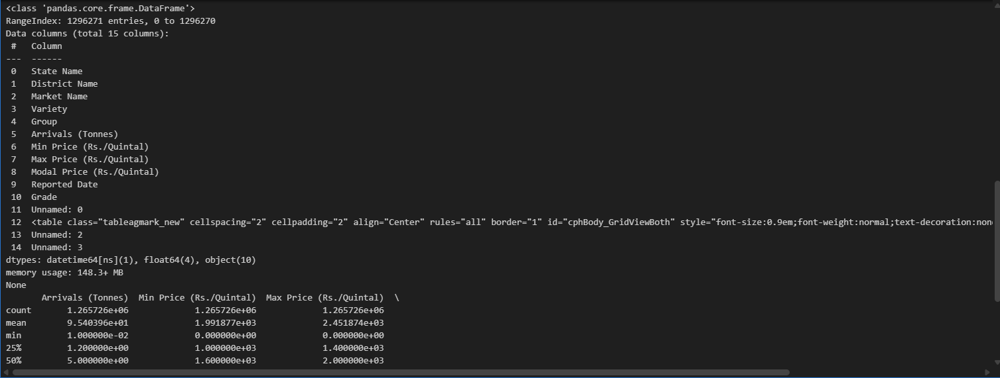 <class 'pandas.core.frame.DataFrame'>
RangeIndex: 1296271 entries, 0 to 1296270
Data columns (total 15 columns):
 #   Column
---  ------
 0   State Name
 1   District Name
 2   Market Name
 3   Variety
 4   Group
 5   Arrivals (Tonnes)
 6   Min Price (Rs./Quintal)
 7   Max Price (Rs./Quintal)
 8   Modal Price (Rs./Quintal)
 9   Reported Date
 10  Grade
 11  Unnamed: 0
 12  <table class="tableagmark_new" cellspacing="2" cellpadding="2" align="Center" rules="all" border="1" id="cphBody_GridViewBoth" style="font-size:0.9em;font-weight:normal;text-decoration:non
 13  Unnamed: 2
 14  Unnamed: 3
dtypes: datetime64[ns](1), float64(4), object(10)
memory usage: 148.3+ MB
None
       Arrivals (Tonnes)  Min Price (Rs./Quintal)  Max Price (Rs./Quintal)  \
count       1.265726e+06             1.265726e+06             1.265726e+06
mean        9.540396e+01             1.991877e+03             2.451874e+03
min         1.000000e-02             0.000000e+00             0.000000e+00
25%         1.200000e+00             1.000000e+03             1.400000e+03
50%         5.000000e+00             1.600000e+03             2.000000e+03